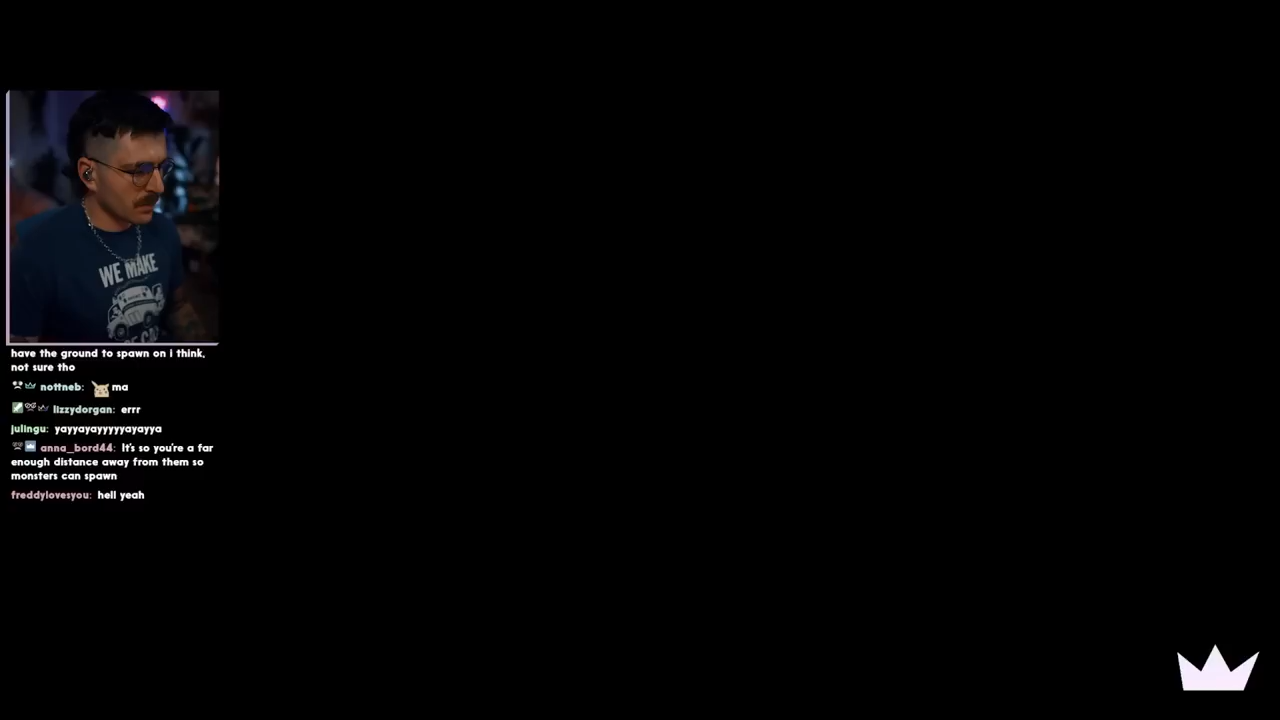 WE MAKE
have the ground to spawn on i think,
not sure tho
nottneb: ma
lizzydorgan: errr
julingu: yayyayayyyyyayayya
anna_bord44: It's so you're a far
enough distance away from them so
monsters can spawn
freddylovesyou: hell yeah